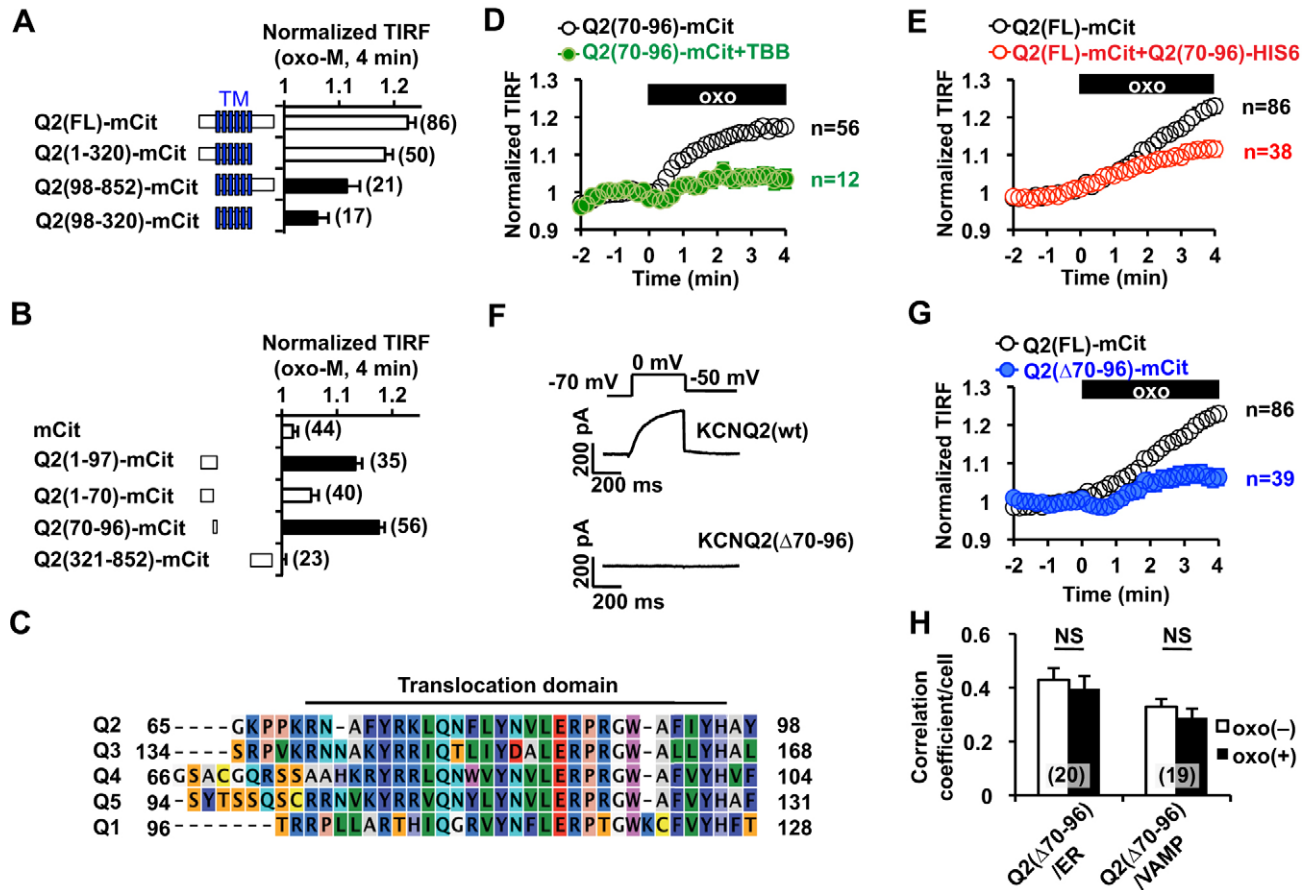 A
Normalized TIRF
(oxo-M, 4 min)
1 1.1 1.2
TM
Q2(FL)-mCit (86)
Q2(1-320)-mCit (50)
Q2(98-852)-mCit (21)
Q2(98-320)-mCit (17)
B
Normalized TIRF
(oxo-M, 4 min)
1 1.1 1.2
mCit (44)
Q2(1-97)-mCit (35)
Q2(1-70)-mCit (40)
Q2(70-96)-mCit (56)
Q2(321-852)-mCit (23)
C
Translocation domain
Q2 65 -----GKPPKRN-AFYRKLQNFLYNVLERPRGW-AFIYHAY 98
Q3 134 ---SRPVKRNNAKYRRIQTLIYDALERPRGW-ALLYHAL 168
Q4 66 GSACGQRSSAAHKRYRRLQNWVYNVLERPRGW-AFVYHVF 104
Q5 94 -SYTSSQSCRRNVKYRRVQNYLYNVLERPRGW-AFVYHAF 131
Q1 96 -------TRRPLLARTHIQGRVYNFLERPTGWKCFVYHFT 128
D
Q2(70-96)-mCit
Q2(70-96)-mCit+TBB
Normalized TIRF
1.3
1.2
1.1
1
0.9
oxo
n=56
n=12
-2 -1 0 1 2 3 4
Time (min)
E
Q2(FL)-mCit
Q2(FL)-mCit+Q2(70-96)-HIS6
Normalized TIRF
1.3
1.2
1.1
1
0.9
oxo
n=86
n=38
-2 -1 0 1 2 3 4
Time (min)
F
0 mV
-70 mV -50 mV
KCNQ2(wt)
200 pA
200 ms
KCNQ2(Δ70-96)
200 pA
200 ms
G
Q2(FL)-mCit
Q2(Δ70-96)-mCit
Normalized TIRF
1.3
1.2
1.1
1
0.9
oxo
n=86
n=39
-2 -1 0 1 2 3 4
Time (min)
H
Correlation
coefficient/cell
0.6
0.4
0.2
0
NS NS
oxo(−)
oxo(+)
(20) (19)
Q2(Δ70-96)
/ER
Q2(Δ70-96)
/VAMP